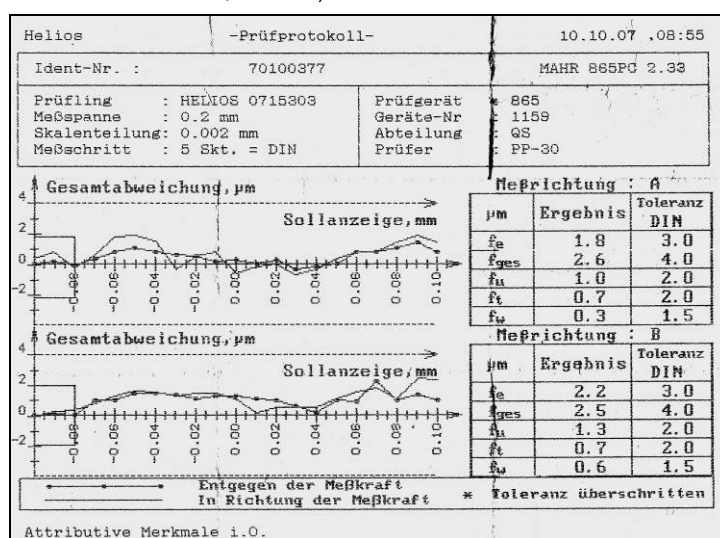 Helios -Prüfprotokoll- 10.10.07 ,08:55
Ident-Nr. : 70100377 MAHR 865PC 2.33
Prüfling : HELIOS 0715303
Meßspanne : 0.2 mm
Skalenteilung: 0.002 mm
Meßschritt : 5 Skt. = DIN
Prüfgerät : 865
Geräte-Nr : 1159
Abteilung : QS
Prüfer : PP-30
Gesamtabweichung,µm
Sollanzeige,mm
4
2
0
-2
-0.08 -0.06 -0.04 -0.02 0.00 0.02 0.04 0.06 0.08 0.10
Meßrichtung : A
µm Ergebnis Toleranz DIN
fe 1.8 3.0
fges 2.6 4.0
fu 1.0 2.0
ft 0.7 2.0
fw 0.3 1.5
Gesamtabweichung,µm
Sollanzeige,mm
4
2
0
-2
-0.08 -0.06 -0.04 -0.02 0.00 0.02 0.04 0.06 0.08 0.10
Meßrichtung : B
µm Ergebnis Toleranz DIN
fe 2.2 3.0
fges 2.5 4.0
fu 1.3 2.0
ft 0.7 2.0
fw 0.6 1.5
Entgegen der Meßkraft
In Richtung der Meßkraft
* Toleranz überschritten
Attributive Merkmale i.O.